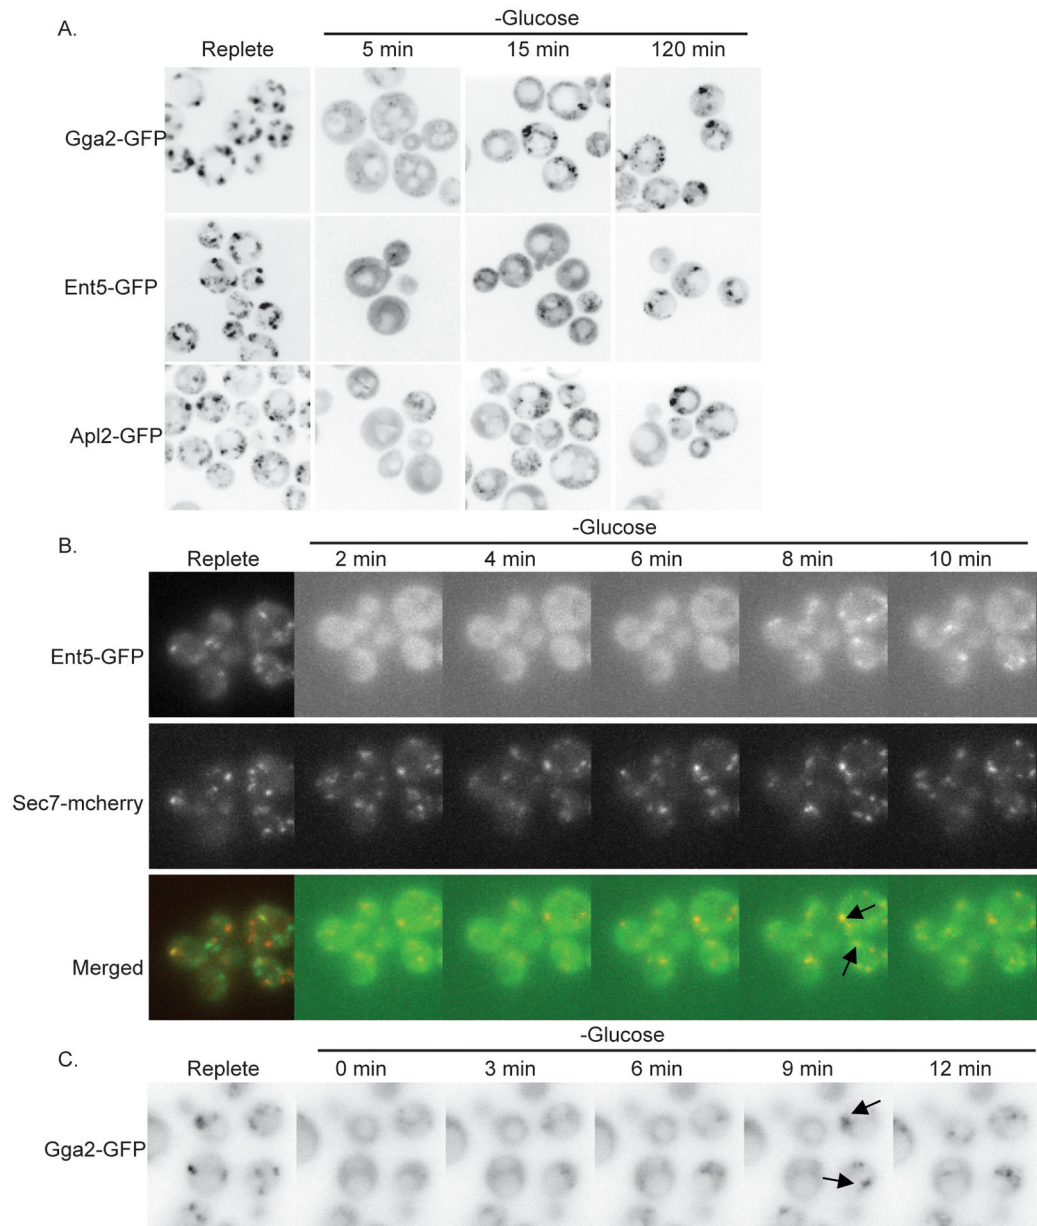 A.
-Glucose
Replete 5 min 15 min 120 min
Gga2-GFP
Ent5-GFP
Apl2-GFP
B.
-Glucose
Replete 2 min 4 min 6 min 8 min 10 min
Ent5-GFP
Sec7-mcherry
Merged
C.
-Glucose
Replete 0 min 3 min 6 min 9 min 12 min
Gga2-GFP